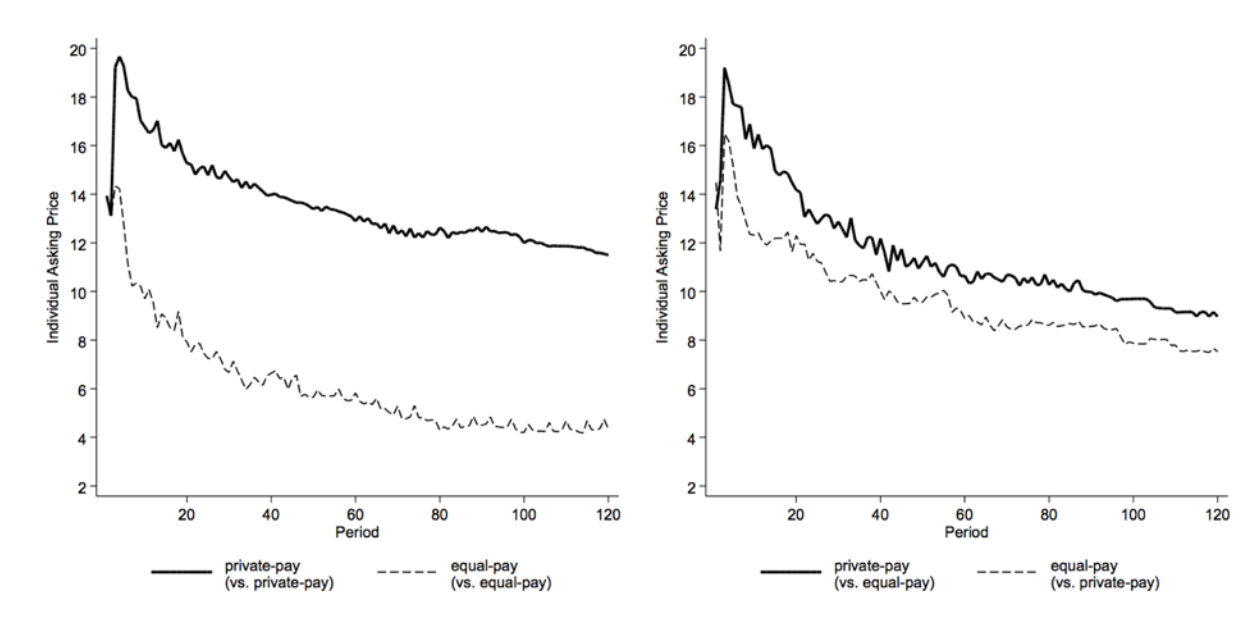 Individual Asking Price
20
18
16
14
12
10
8
6
4
2
20 40 60 80 100 120
Period
private-pay
(vs. private-pay)
equal-pay
(vs. equal-pay)
Individual Asking Price
20
18
16
14
12
10
8
6
4
2
20 40 60 80 100 120
Period
private-pay
(vs. equal-pay)
equal-pay
(vs. private-pay)